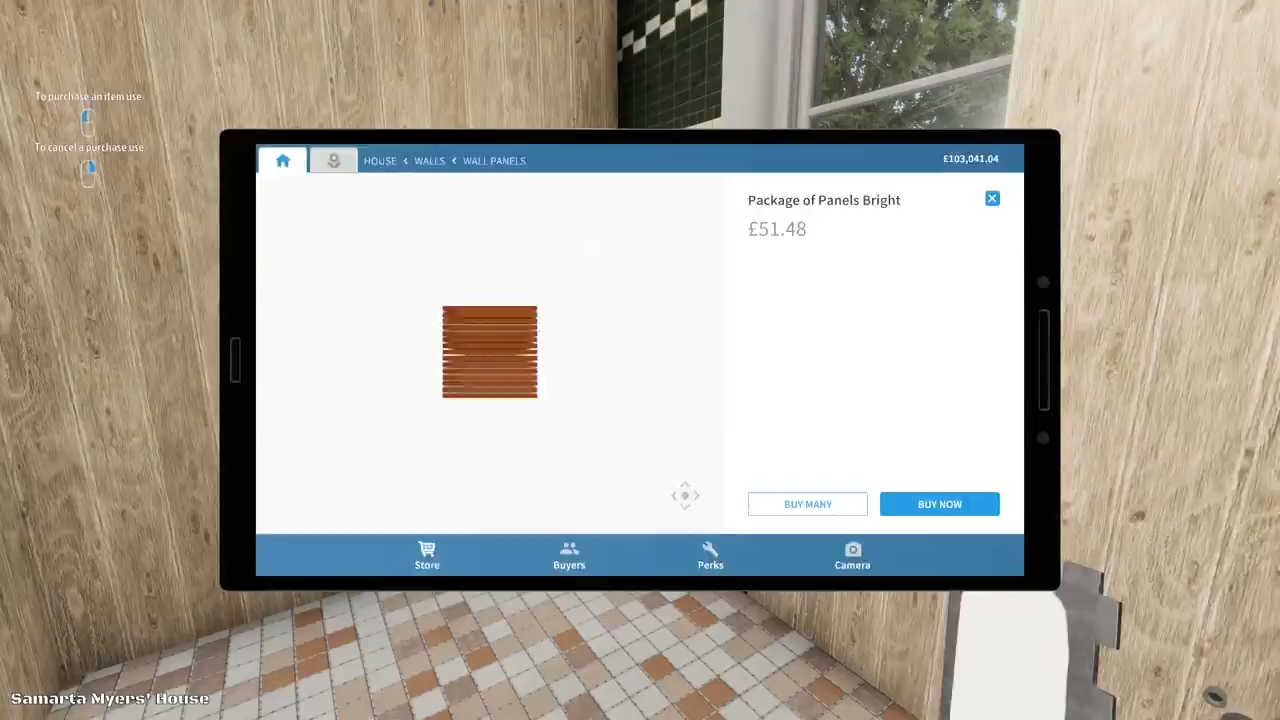 To purchase an item use
To cancel a purchase use
HOUSE < WALLS < WALL PANELS
£103,041.04
Package of Panels Bright
£51.48
BUY MANY
BUY NOW
Store
Buyers
Perks
Camera
Samarta Myers' House